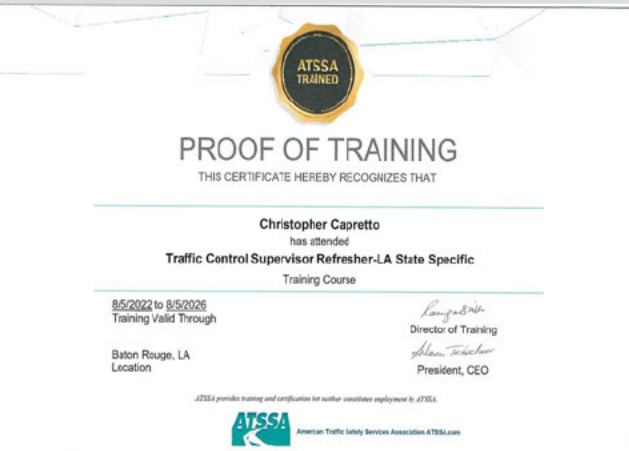 ATSSA
TRAINED
PROOF OF TRAINING
THIS CERTIFICATE HEREBY RECOGNIZES THAT
Christopher Capretto
has attended
Traffic Control Supervisor Refresher-LA State Specific
Training Course
8/5/2022 to 8/5/2026
Training Valid Through
Director of Training
Baton Rouge, LA
Location
President, CEO
ATSSA provides training and certification but neither constitutes employment by ATSSA.
ATSSA
American Traffic Safety Services Association ATSSA.com